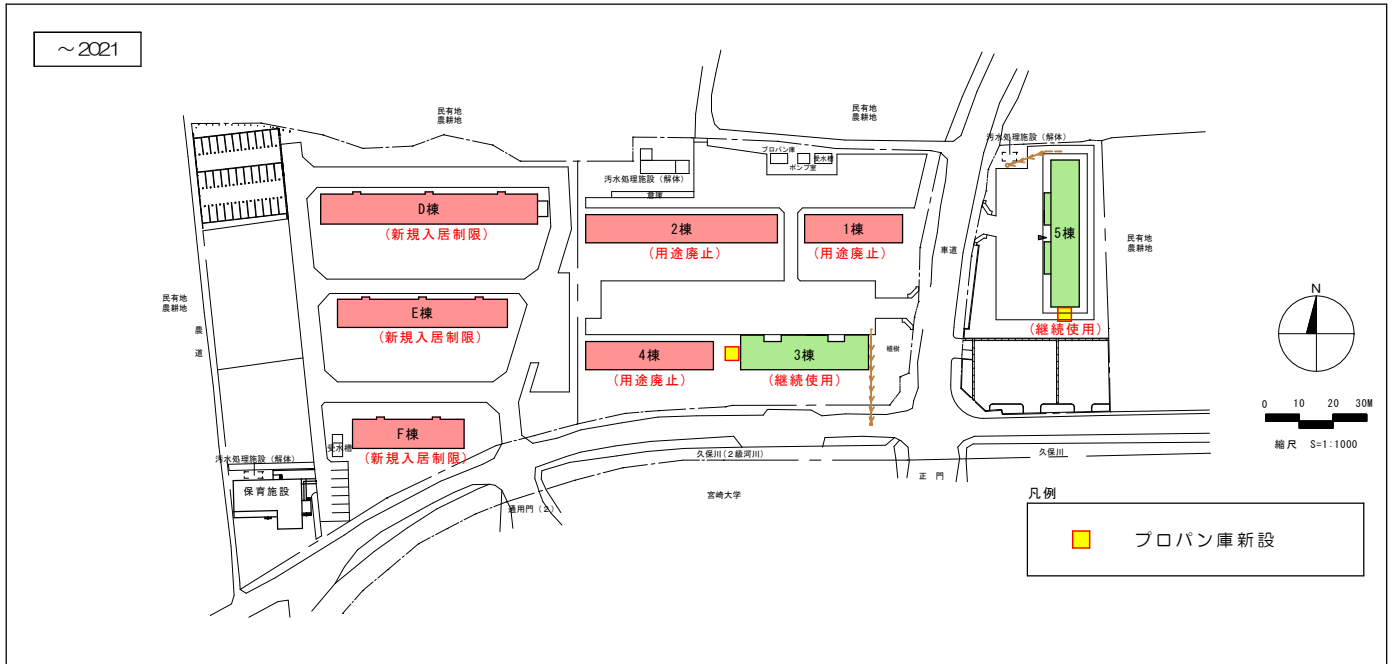 ～2021
民有地
農耕地
民有地
農耕地
汚水処理施設（解体）
プロパン庫
受水槽
ポンプ室
汚水処理施設（解体）
倉庫
D棟
(新規入居制限)
2棟
(用途廃止)
1棟
(用途廃止)
車道
5棟
(継続使用)
民有地
農耕地
民有地
農耕地
農
道
E棟
(新規入居制限)
4棟
(用途廃止)
3棟
(継続使用)
植樹
N
0 10 20 30M
縮尺 S=1:1000
F棟
(新規入居制限)
受水槽
汚水処理施設（解体）
保育施設
久保川(２級河川)
久保川
正 門
宮崎大学
通用門（２）
凡例
プロパン庫新設